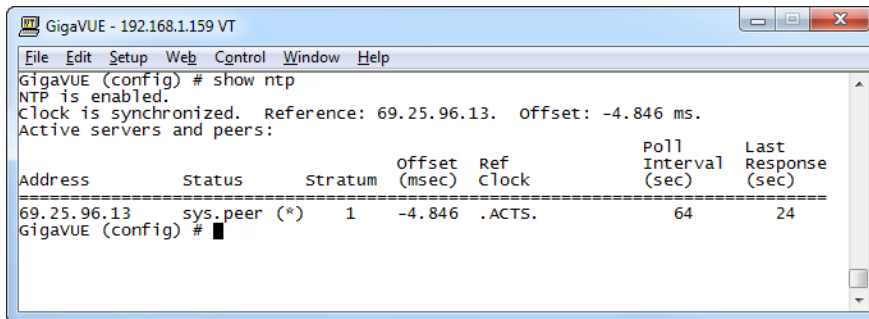 GigaVUE - 192.168.1.159 VT
File Edit Setup Web Control Window Help
GigaVUE (config) # show ntp
NTP is enabled.
Clock is synchronized.  Reference: 69.25.96.13.  Offset: -4.846 ms.
Active servers and peers:
Poll Last
Offset Ref Interval Response
Address Status Stratum (msec) Clock (sec) (sec)
================================================================================
69.25.96.13 sys.peer (*) 1 -4.846 .ACTS. 64 24
GigaVUE (config) #